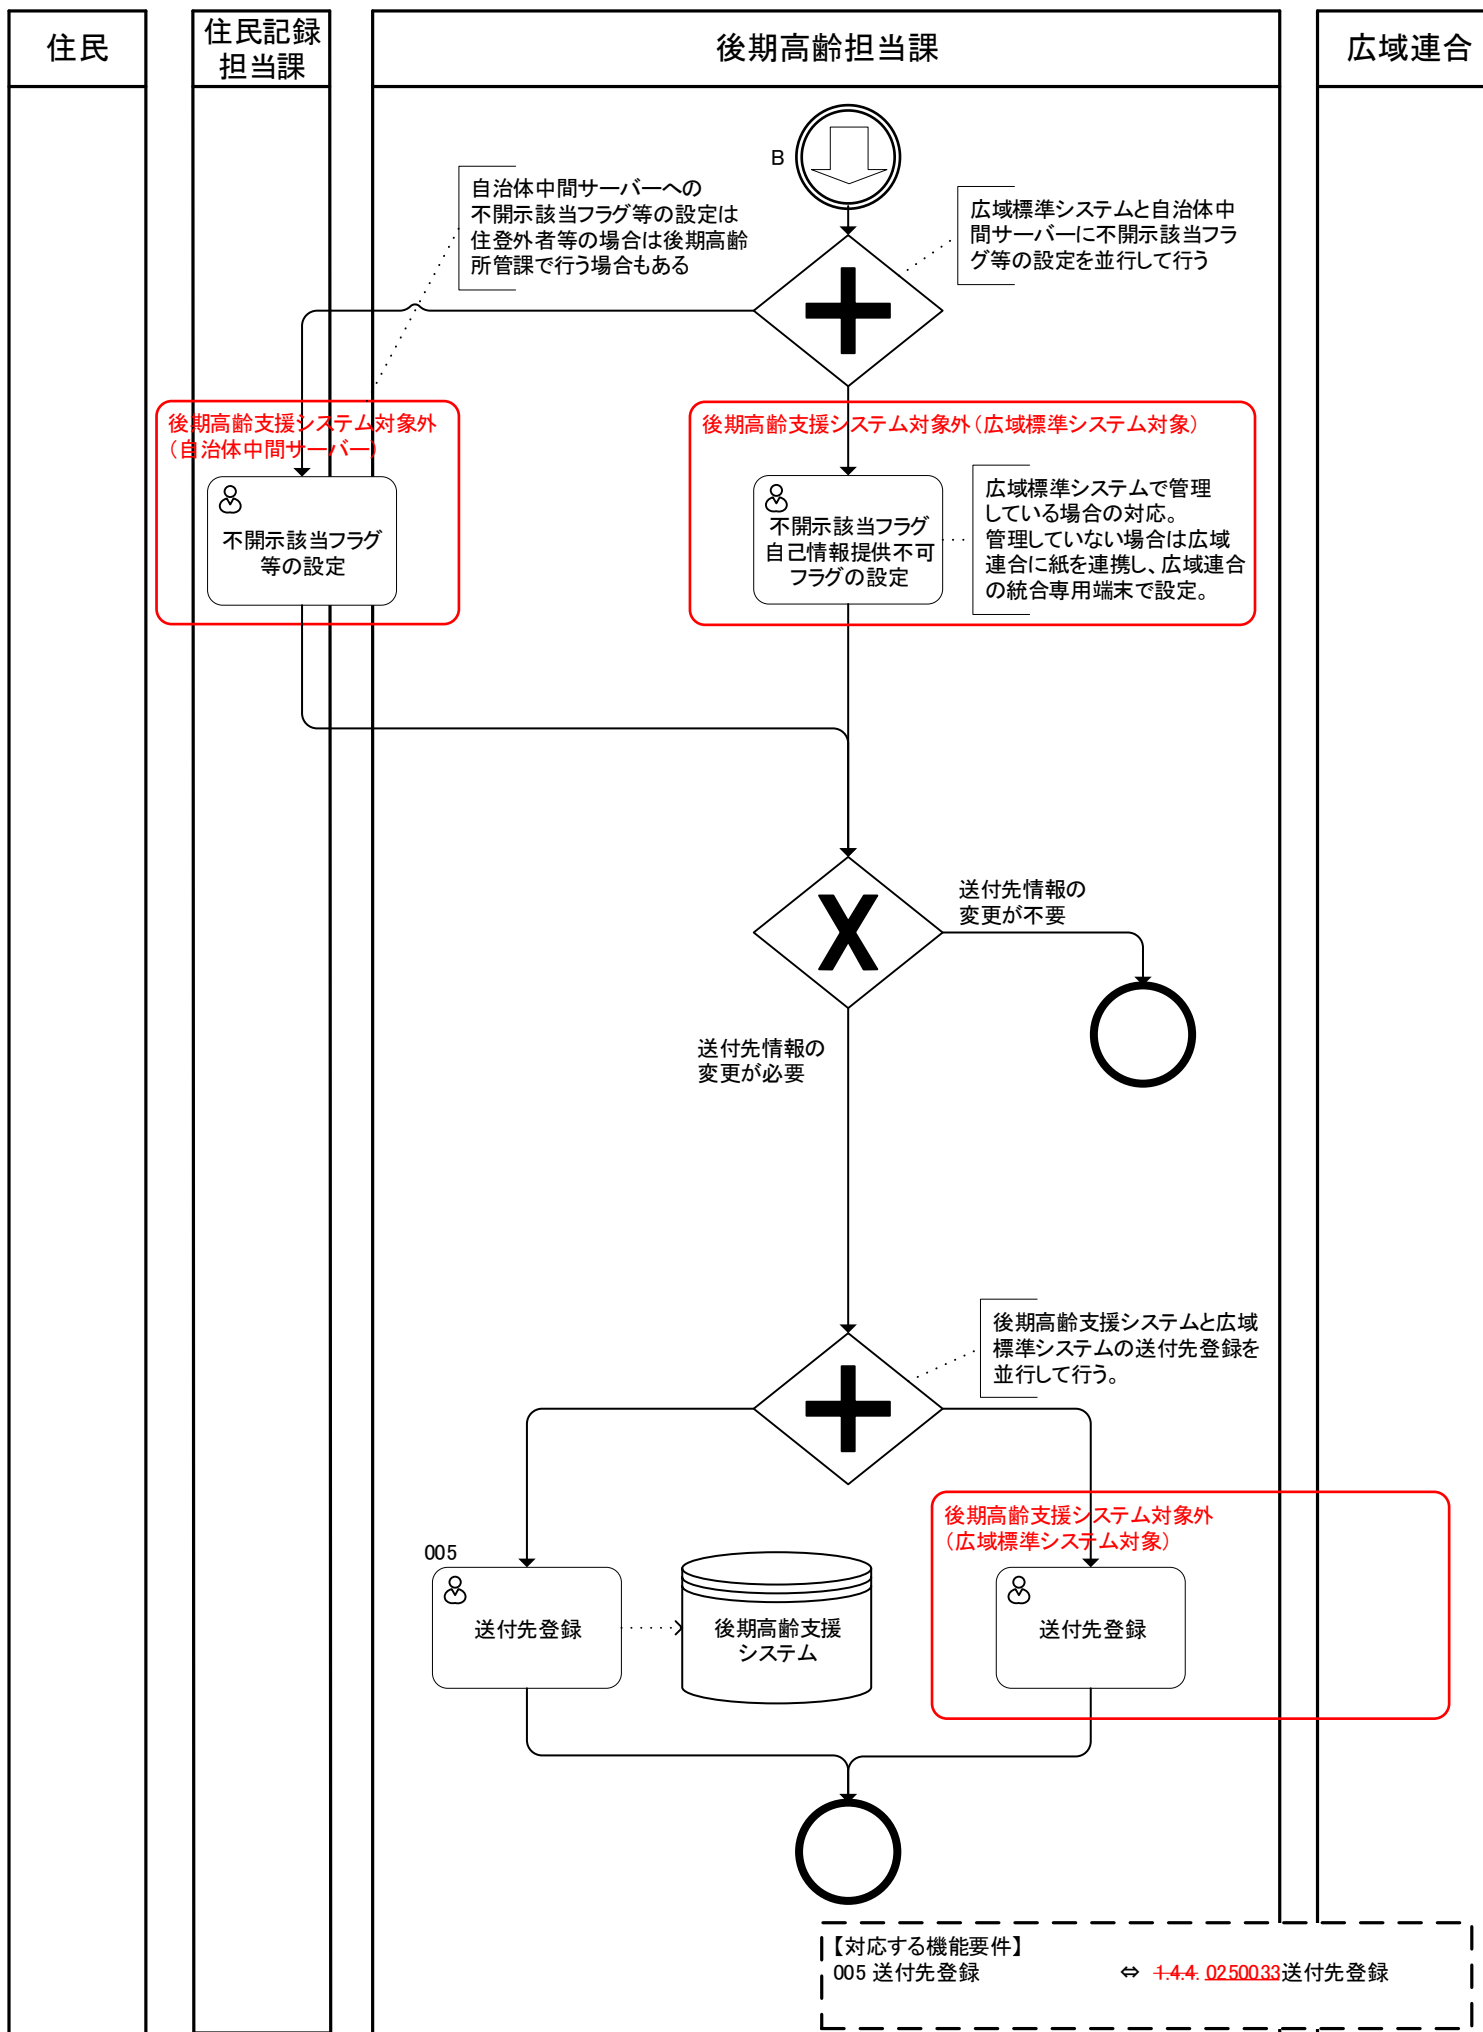 住民
住民記録
担当課
後期高齢担当課
広域連合
B
自治体中間サーバーへの
不開示該当フラグ等の設定は
住登外者等の場合は後期高齢
所管課で行う場合もある
広域標準システムと自治体中
間サーバーに不開示該当フラ
グ等の設定を並行して行う
後期高齢支援システム対象外
（自治体中間サーバー）
不開示該当フラグ
等の設定
後期高齢支援システム対象外（広域標準システム対象）
不開示該当フラグ
自己情報提供不可
フラグの設定
広域標準システムで管理
している場合の対応。
管理していない場合は広域
連合に紙を連携し、広域連合
の統合専用端末で設定。
送付先情報の
変更が不要
送付先情報の
変更が必要
後期高齢支援システムと広域
標準システムの送付先登録を
並行して行う。
後期高齢支援システム対象外
（広域標準システム対象）
005
送付先登録
後期高齢支援
システム
送付先登録
【対応する機能要件】
005 送付先登録 ⇔ 1.4.4. 0250033送付先登録